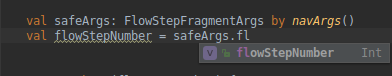 val safeArgs: FlowStepFragmentArgs by navArgs()
val flowStepNumber = safeArgs.fl
v flowStepNumber Int